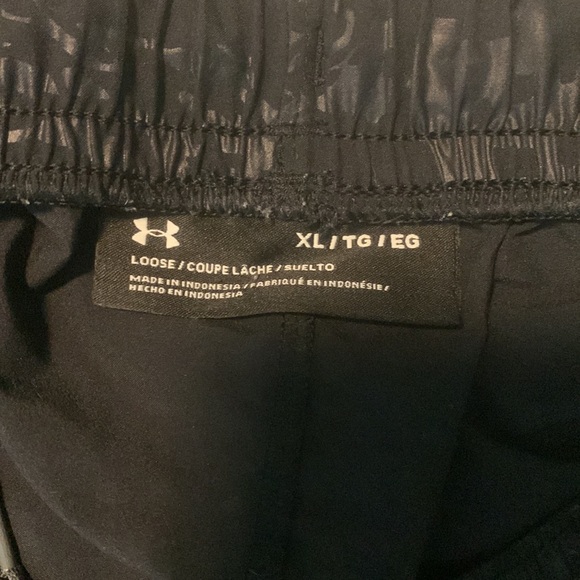 XL / TG / EG
LOOSE / COUPE LÂCHE / SUELTO
MADE IN INDONESIA / FABRIQUÉ EN INDONÉSIE /
HECHO EN INDONESIA